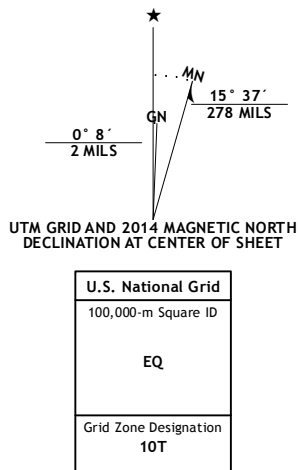 MN
15° 37´
278 MILS
GN
0° 8´
2 MILS
UTM GRID AND 2014 MAGNETIC NORTH
DECLINATION AT CENTER OF SHEET
U.S. National Grid
100,000-m Square ID
EQ
Grid Zone Designation
10T